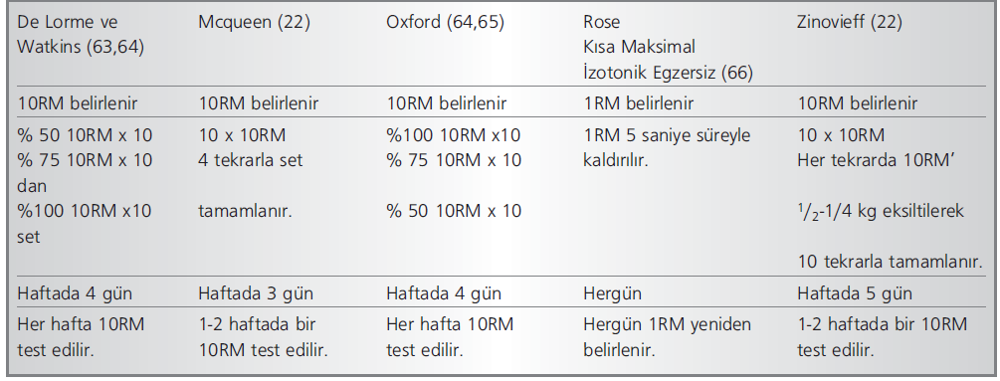 De Lorme ve
Watkins (63,64)
Mcqueen (22)
Oxford (64,65)
Rose
Kısa Maksimal
İzotonik Egzersiz (66)
Zinovieff (22)
10RM belirlenir
10RM belirlenir
10RM belirlenir
1RM belirlenir
10RM belirlenir
% 50 10RM x 10
% 75 10RM x 10
dan
%100 10RM x10
set
10 x 10RM
4 tekrarla set
tamamlanır.
%100 10RM x10
% 75 10RM x 10
% 50 10RM x 10
1RM 5 saniye süreyle
kaldırılır.
10 x 10RM
Her tekrarda 10RM’
1/2-1/4 kg eksiltilerek
10 tekrarla tamamlanır.
Haftada 4 gün
Haftada 3 gün
Haftada 4 gün
Hergün
Haftada 5 gün
Her hafta 10RM
test edilir.
1-2 haftada bir
10RM test edilir.
Her hafta 10RM
test edilir.
Hergün 1RM yeniden
belirlenir.
1-2 haftada bir 10RM
test edilir.